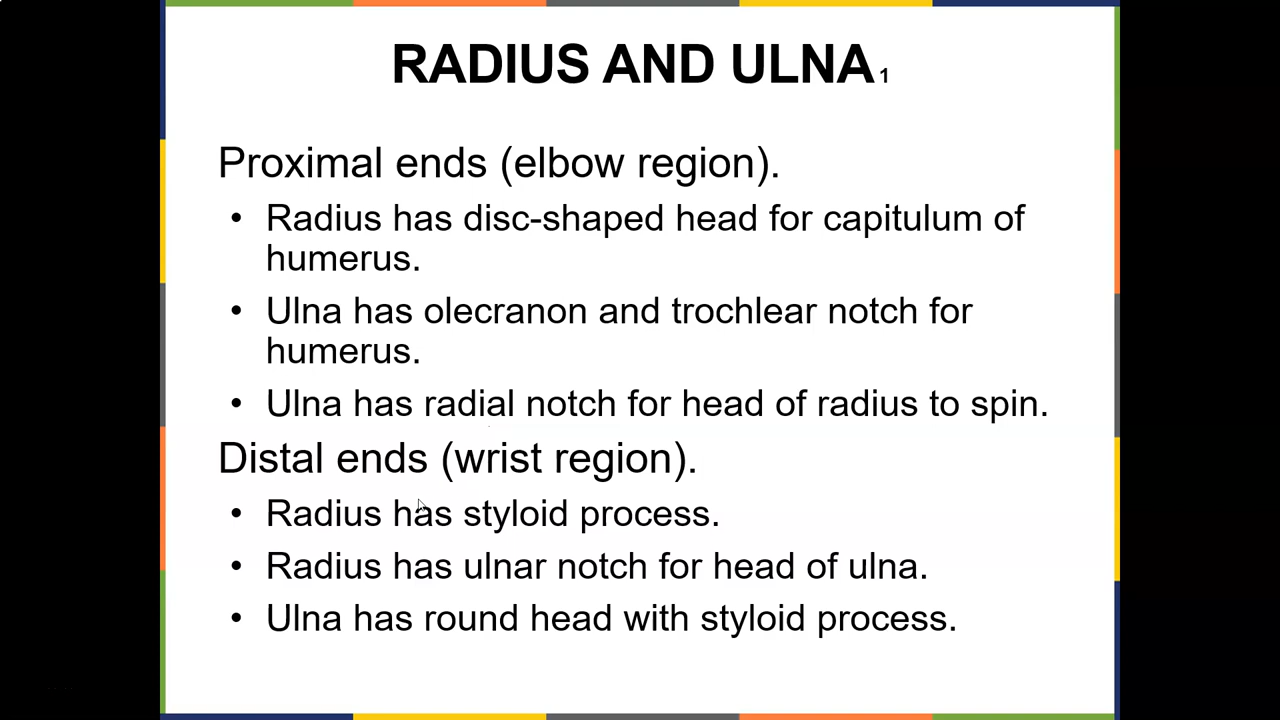 RADIUS AND ULNA 1
Proximal ends (elbow region).
• Radius has disc-shaped head for capitulum of
humerus.
• Ulna has olecranon and trochlear notch for
humerus.
• Ulna has radial notch for head of radius to spin.
Distal ends (wrist region).
• Radius has styloid process.
• Radius has ulnar notch for head of ulna.
• Ulna has round head with styloid process.